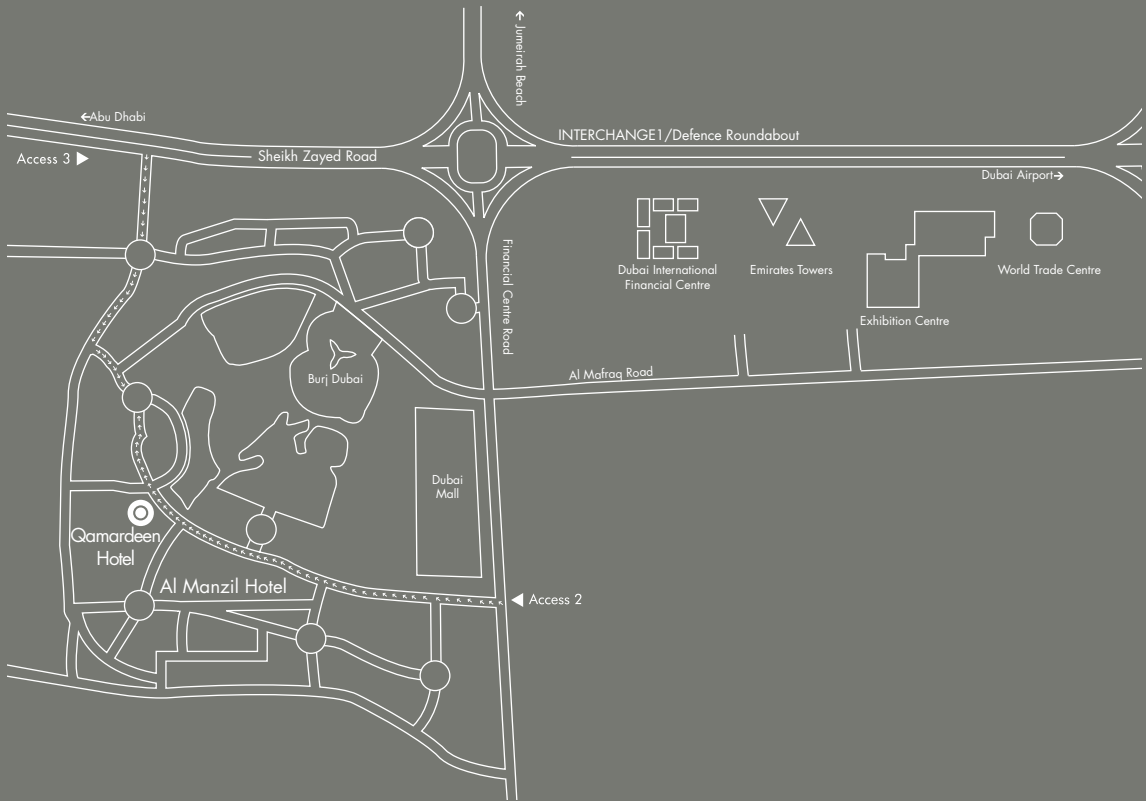 ↑ Jumeirah Beach
←Abu Dhabi
INTERCHANGE1/Defence Roundabout
Access 3 ▶
Sheikh Zayed Road
Dubai Airport→
Financial Centre Road
Dubai International
Financial Centre
Emirates Towers
World Trade Centre
Exhibition Centre
Al Mafraq Road
Burj Dubai
Dubai
Mall
Qamardeen
Hotel
Al Manzil Hotel
◀ Access 2